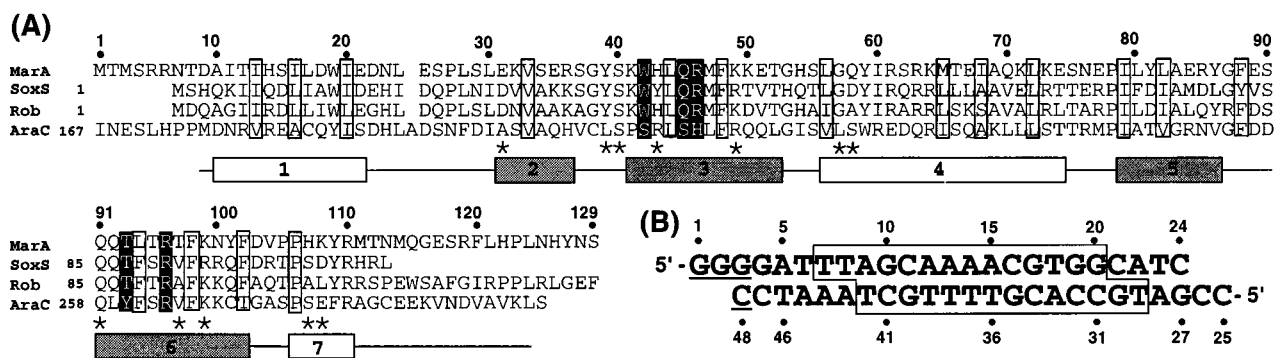 (A)
1 10 20 30 40 50 60 70 80 90
MarA MTMSRRNTDAITIHSILDWIEDNL ESPLSLEKVSERSGYSKWHLQRMFKKETGHSLGQYIRSRKMTEIAQKLKESNEPILYLAERYGFES
SoxS 1 MSHQKIIQDLIAWIDEHI DQPLNIDVVAKKSGYSKWYLQRMFRTVTHQTLGDYIRQRRLLLAAVELRTTERPIFDIAMDLGYVS
Rob 1 MDQAGIIRDLLIWLEGHL DQPLSLDNVAAKAGYSKWHLQRMFKDVTGHAIGAYIRARRLSKSAVALRLTARPILDIALQYRFDS
AraC 167 INESLHPPMDNRVREACQYISDHLADSNFDIASVAQHVCLSPSRLSHLFRQQLGISVLSWREDQRISQAKLLLSTTRMPIATVGRNVGFDD
* ** * * **
1 2 3 4 5
91 100 110 120 129
MarA QQTLTRTFKNYFDVPPHKYRMTNMQGESRFLHPLNHYNS
SoxS 85 QQTFSRVFRRQFDRTPSDYRHRL
Rob 85 QQTFTRAFKKQFAQTPALYRRSPEWSAFGIRPPLRLGEF
AraC 258 QLYFSRVFKKCTGASPSEFRAGCEEKVNDVAVKLS
* * * **
6 7
(B)
1 5 10 15 20 24
5' - GGGGATTTAGCAAAACGTGGCATC
CCTAAATCGTTTTGCACCGTAGCC - 5'
48 46 41 36 31 27 25